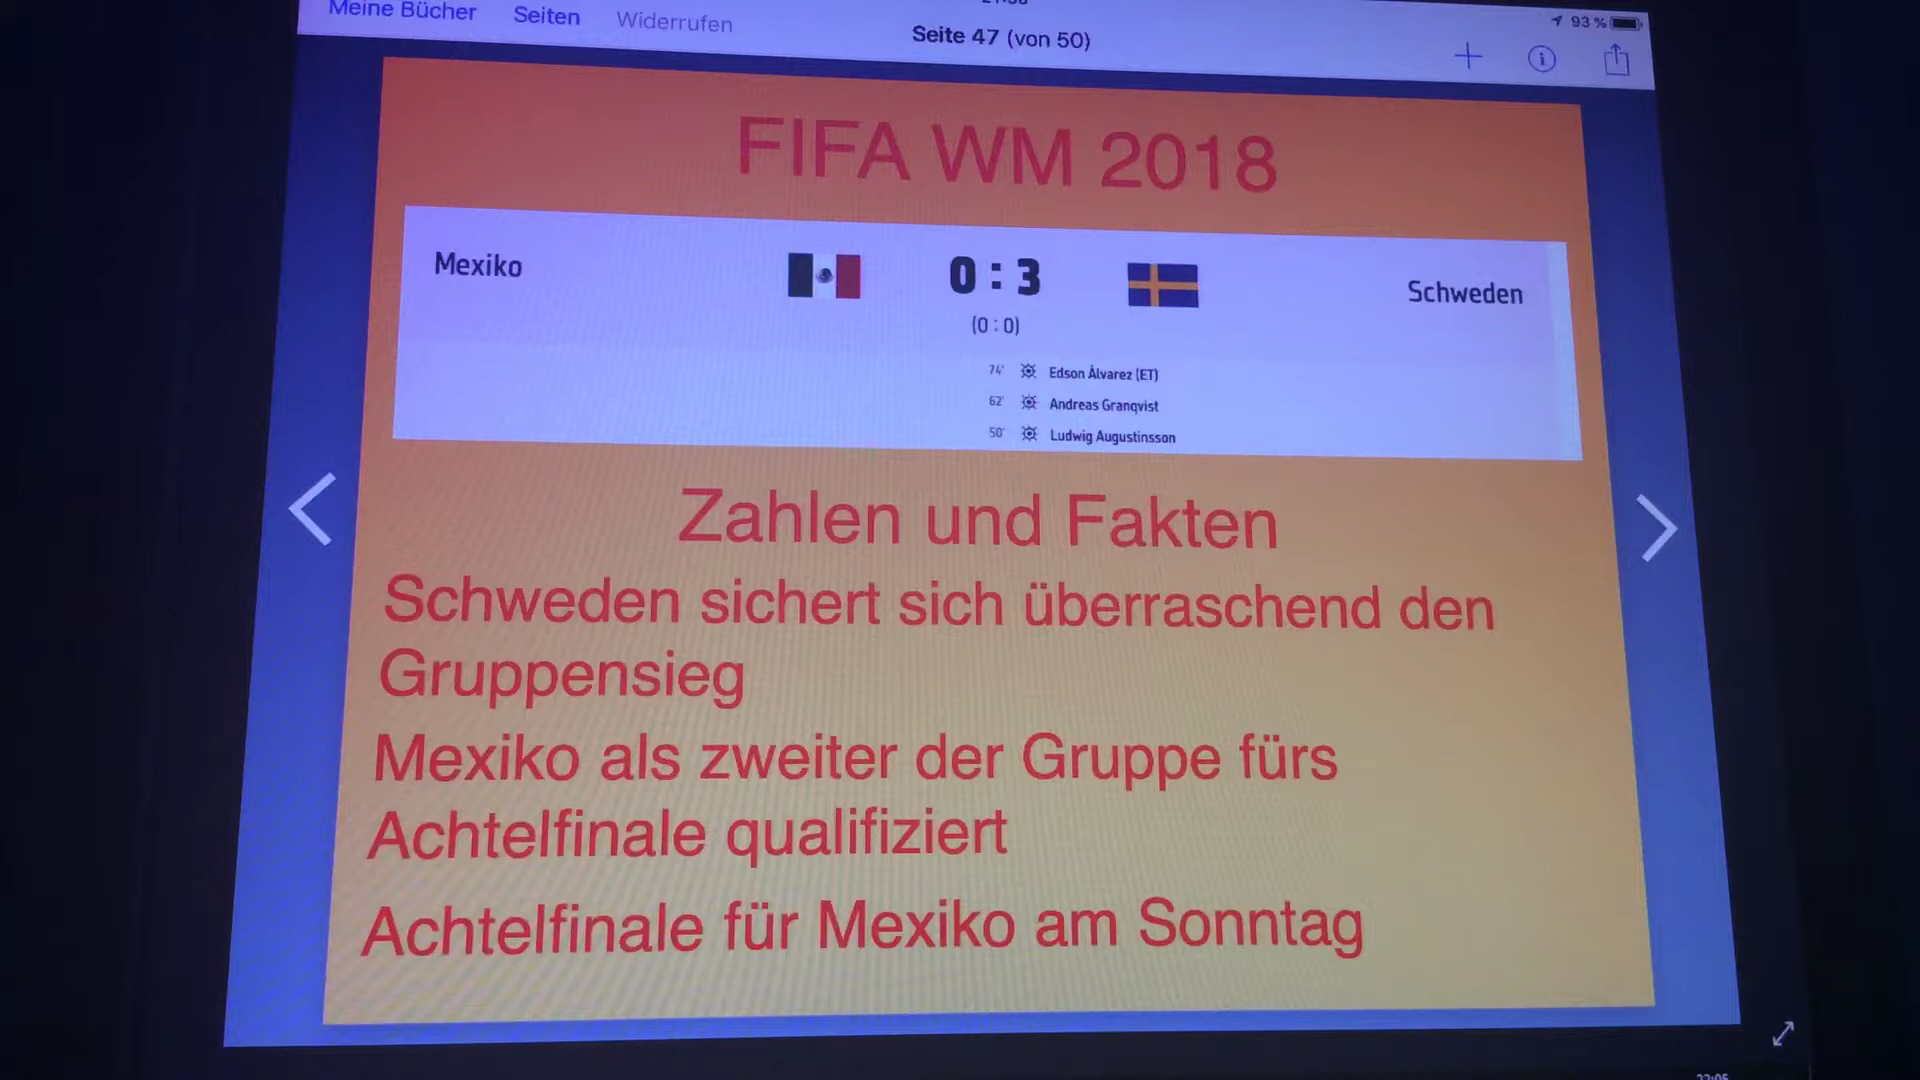 Meine Bücher Seiten Widerrufen
Seite 47 (von 50)
93 %
FIFA WM 2018
Mexiko 0 : 3 Schweden
(0 : 0)
74' Edson Álvarez (ET)
62' Andreas Granqvist
50' Ludwig Augustinsson
Zahlen und Fakten
Schweden sichert sich überraschend den
Gruppensieg
Mexiko als zweiter der Gruppe fürs
Achtelfinale qualifiziert
Achtelfinale für Mexiko am Sonntag